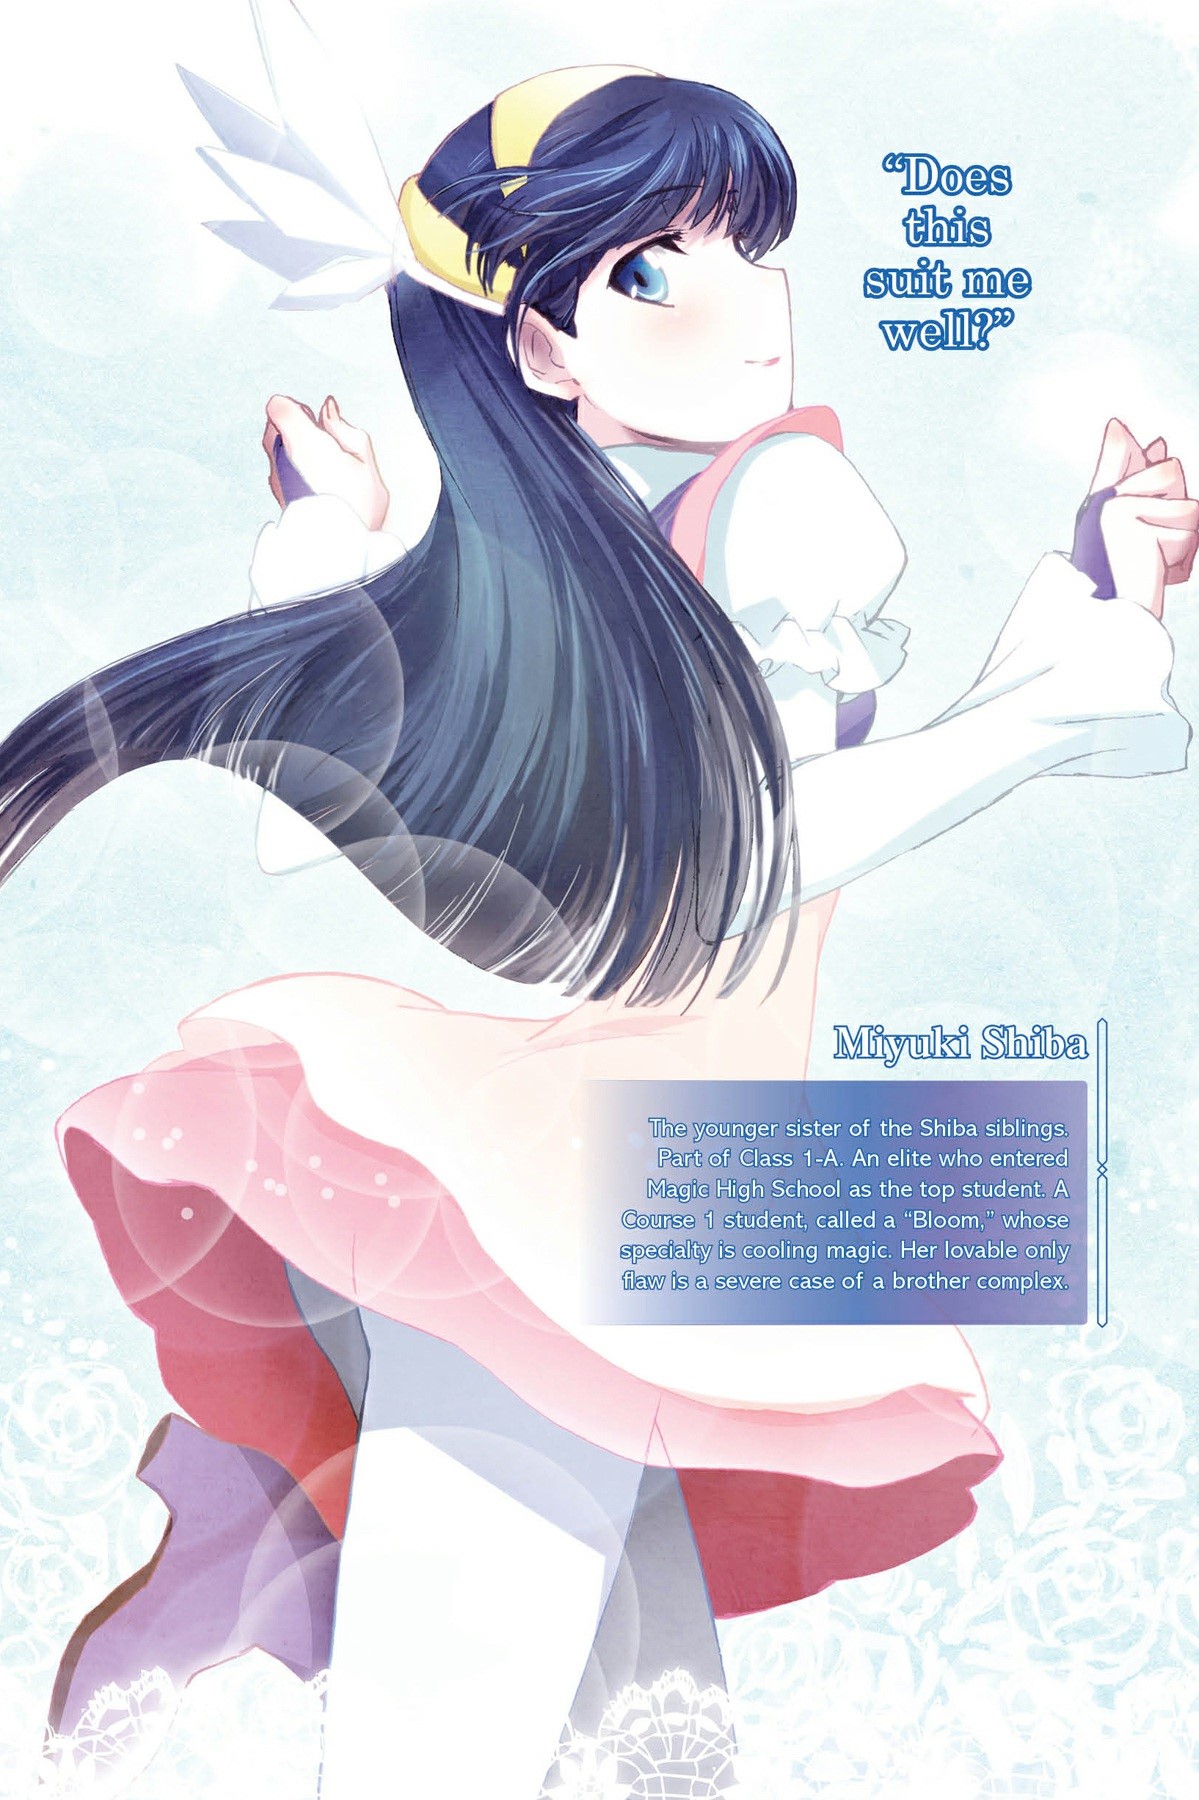 “Does
this
suit me
well?”
Miyuki Shiba
The younger sister of the Shiba siblings.
Part of Class 1-A. An elite who entered
Magic High School as the top student. A
Course 1 student, called a “Bloom,” whose
specialty is cooling magic. Her lovable only
flaw is a severe case of a brother complex.